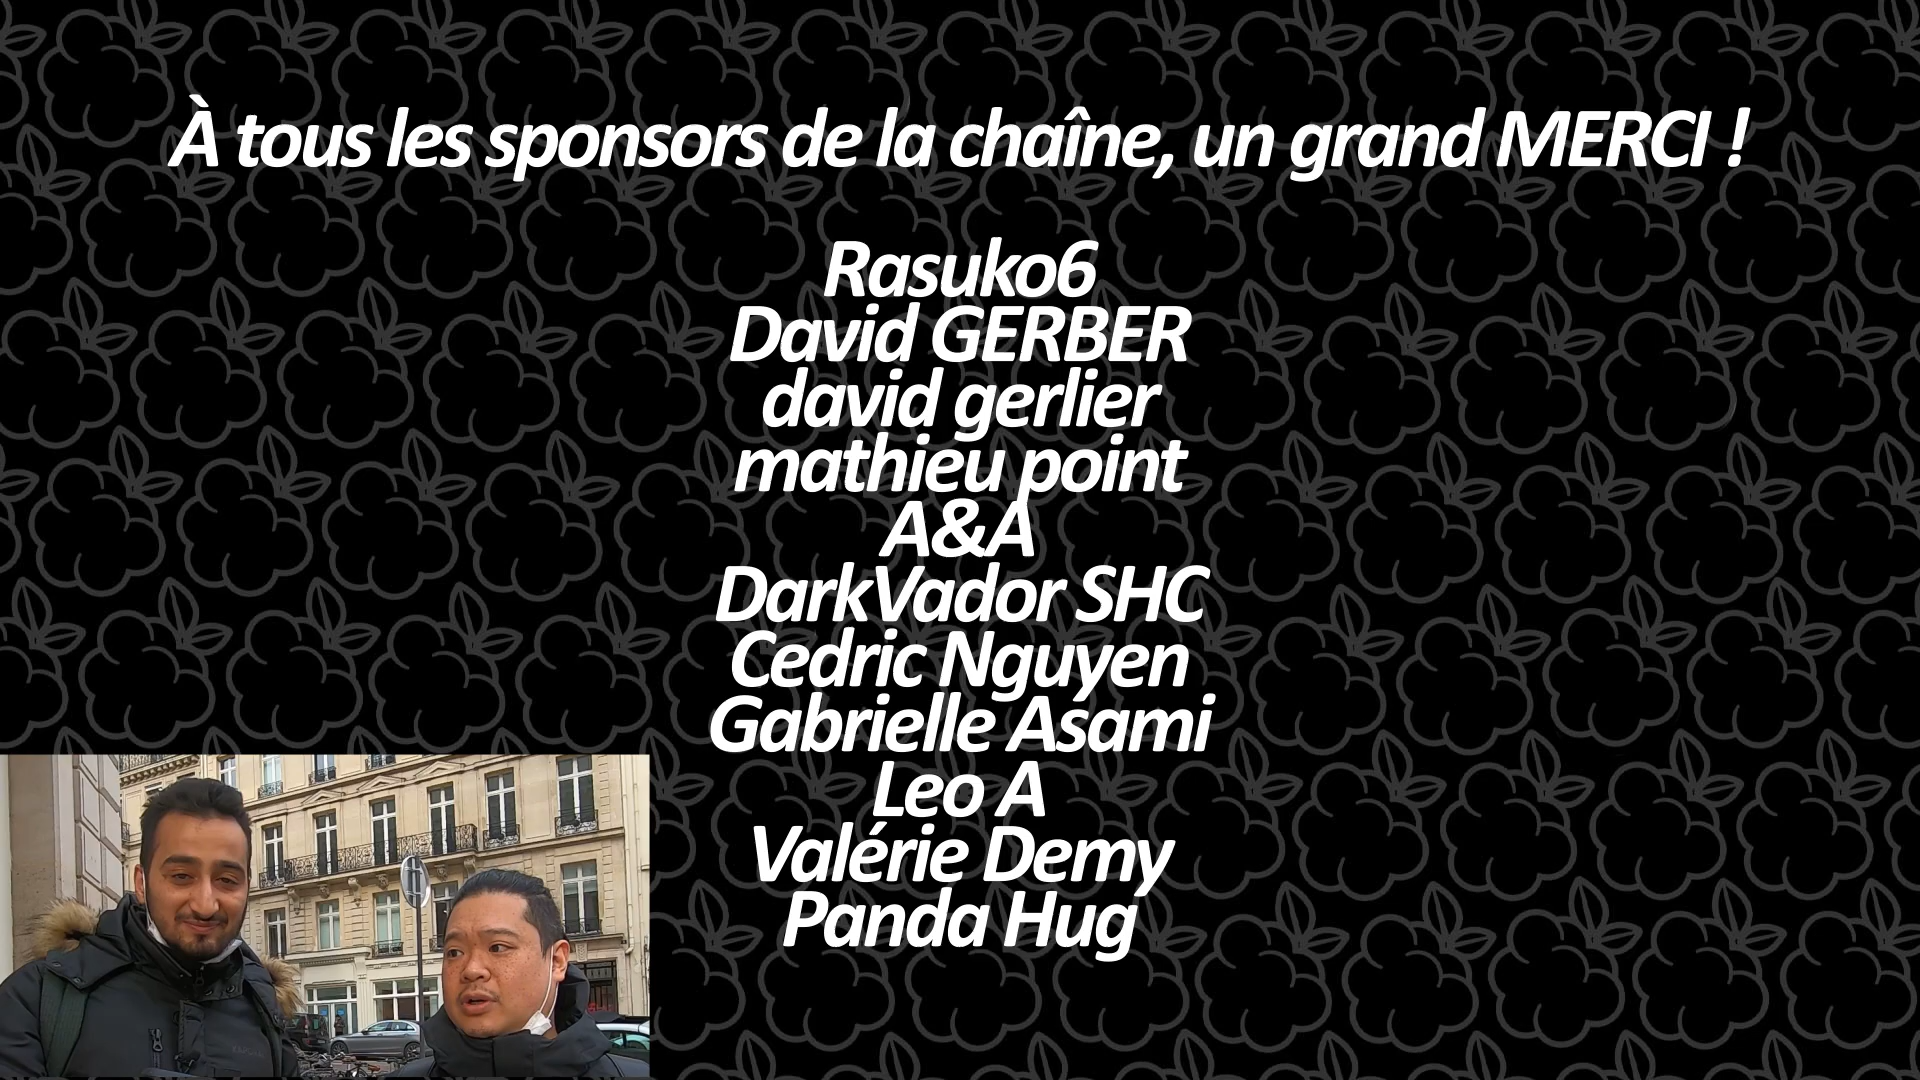 À tous les sponsors de la chaîne, un grand MERCI !
Rasuko6
David GERBER
david gerlier
mathieu point
A&A
DarkVador SHC
Cedric Nguyen
Gabrielle Asami
Leo A
Valérie Demy
Panda Hug